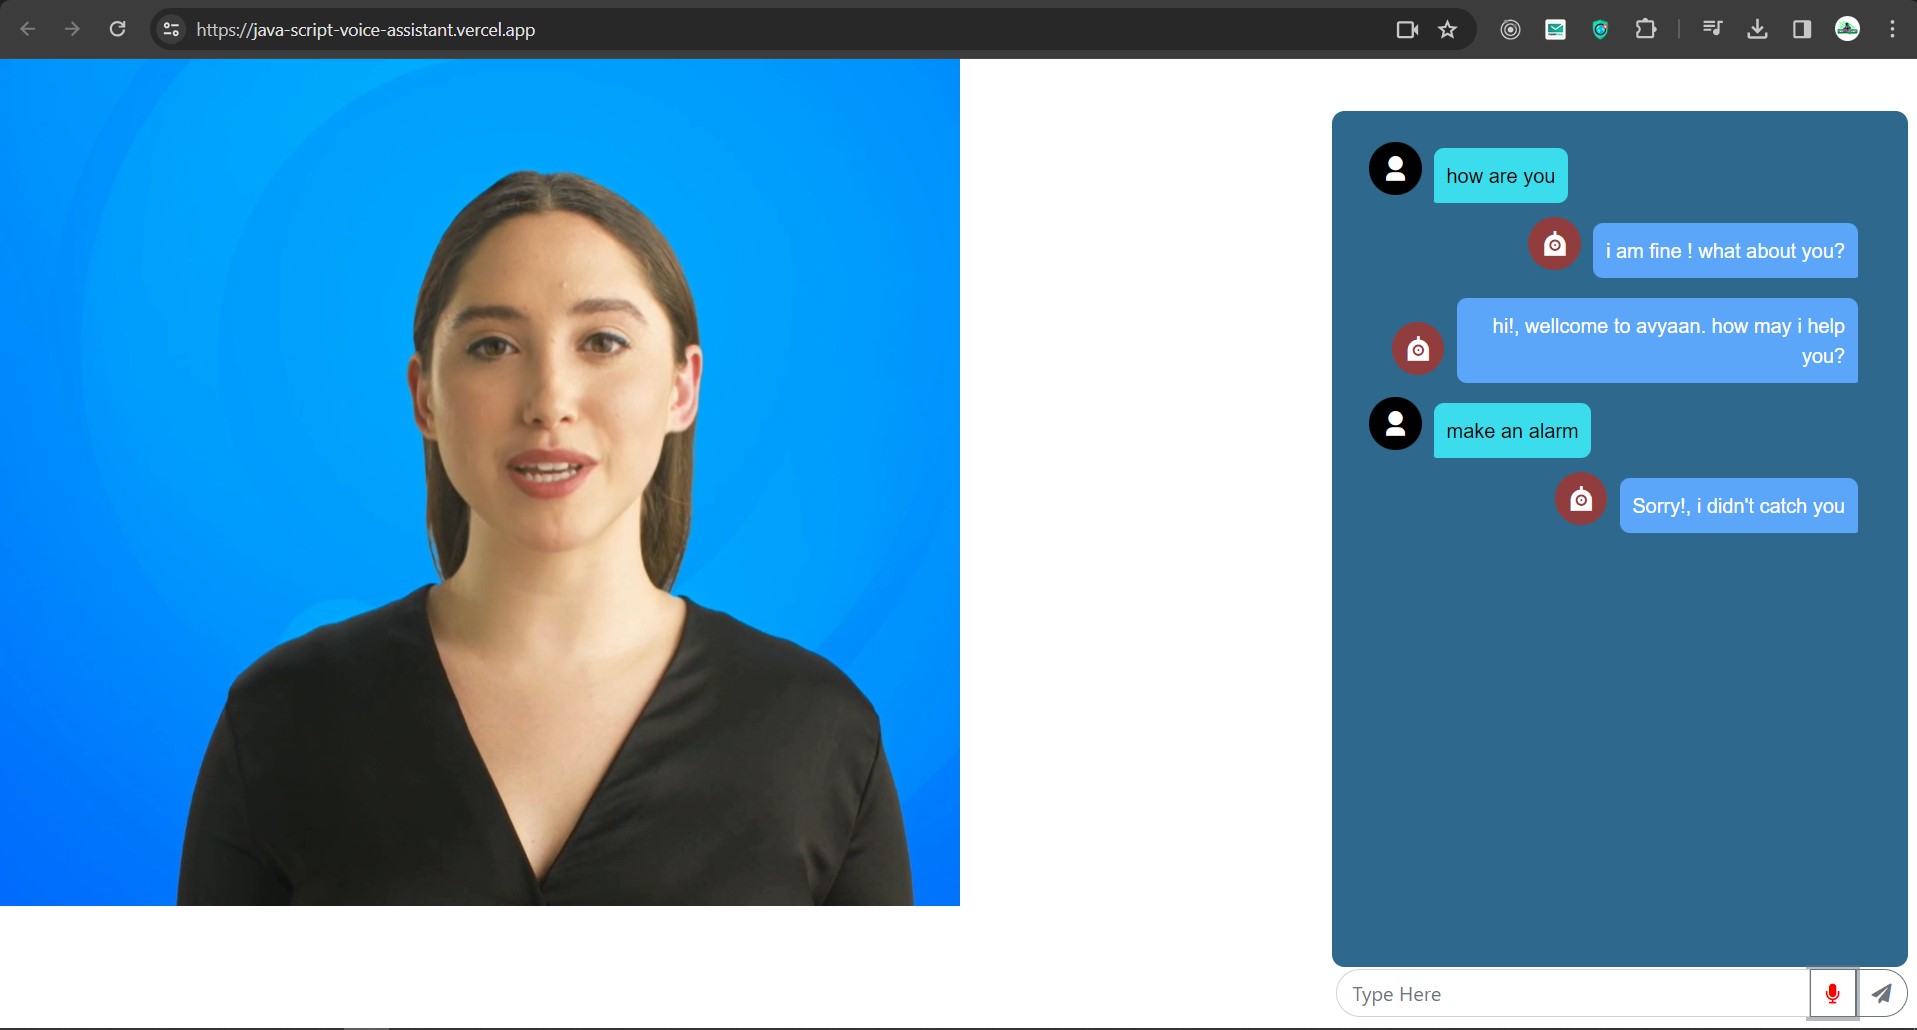 https://java-script-voice-assistant.vercel.app
how are you
i am fine ! what about you?
hi!, wellcome to avyaan. how may i help
you?
make an alarm
Sorry!, i didn't catch you
Type Here